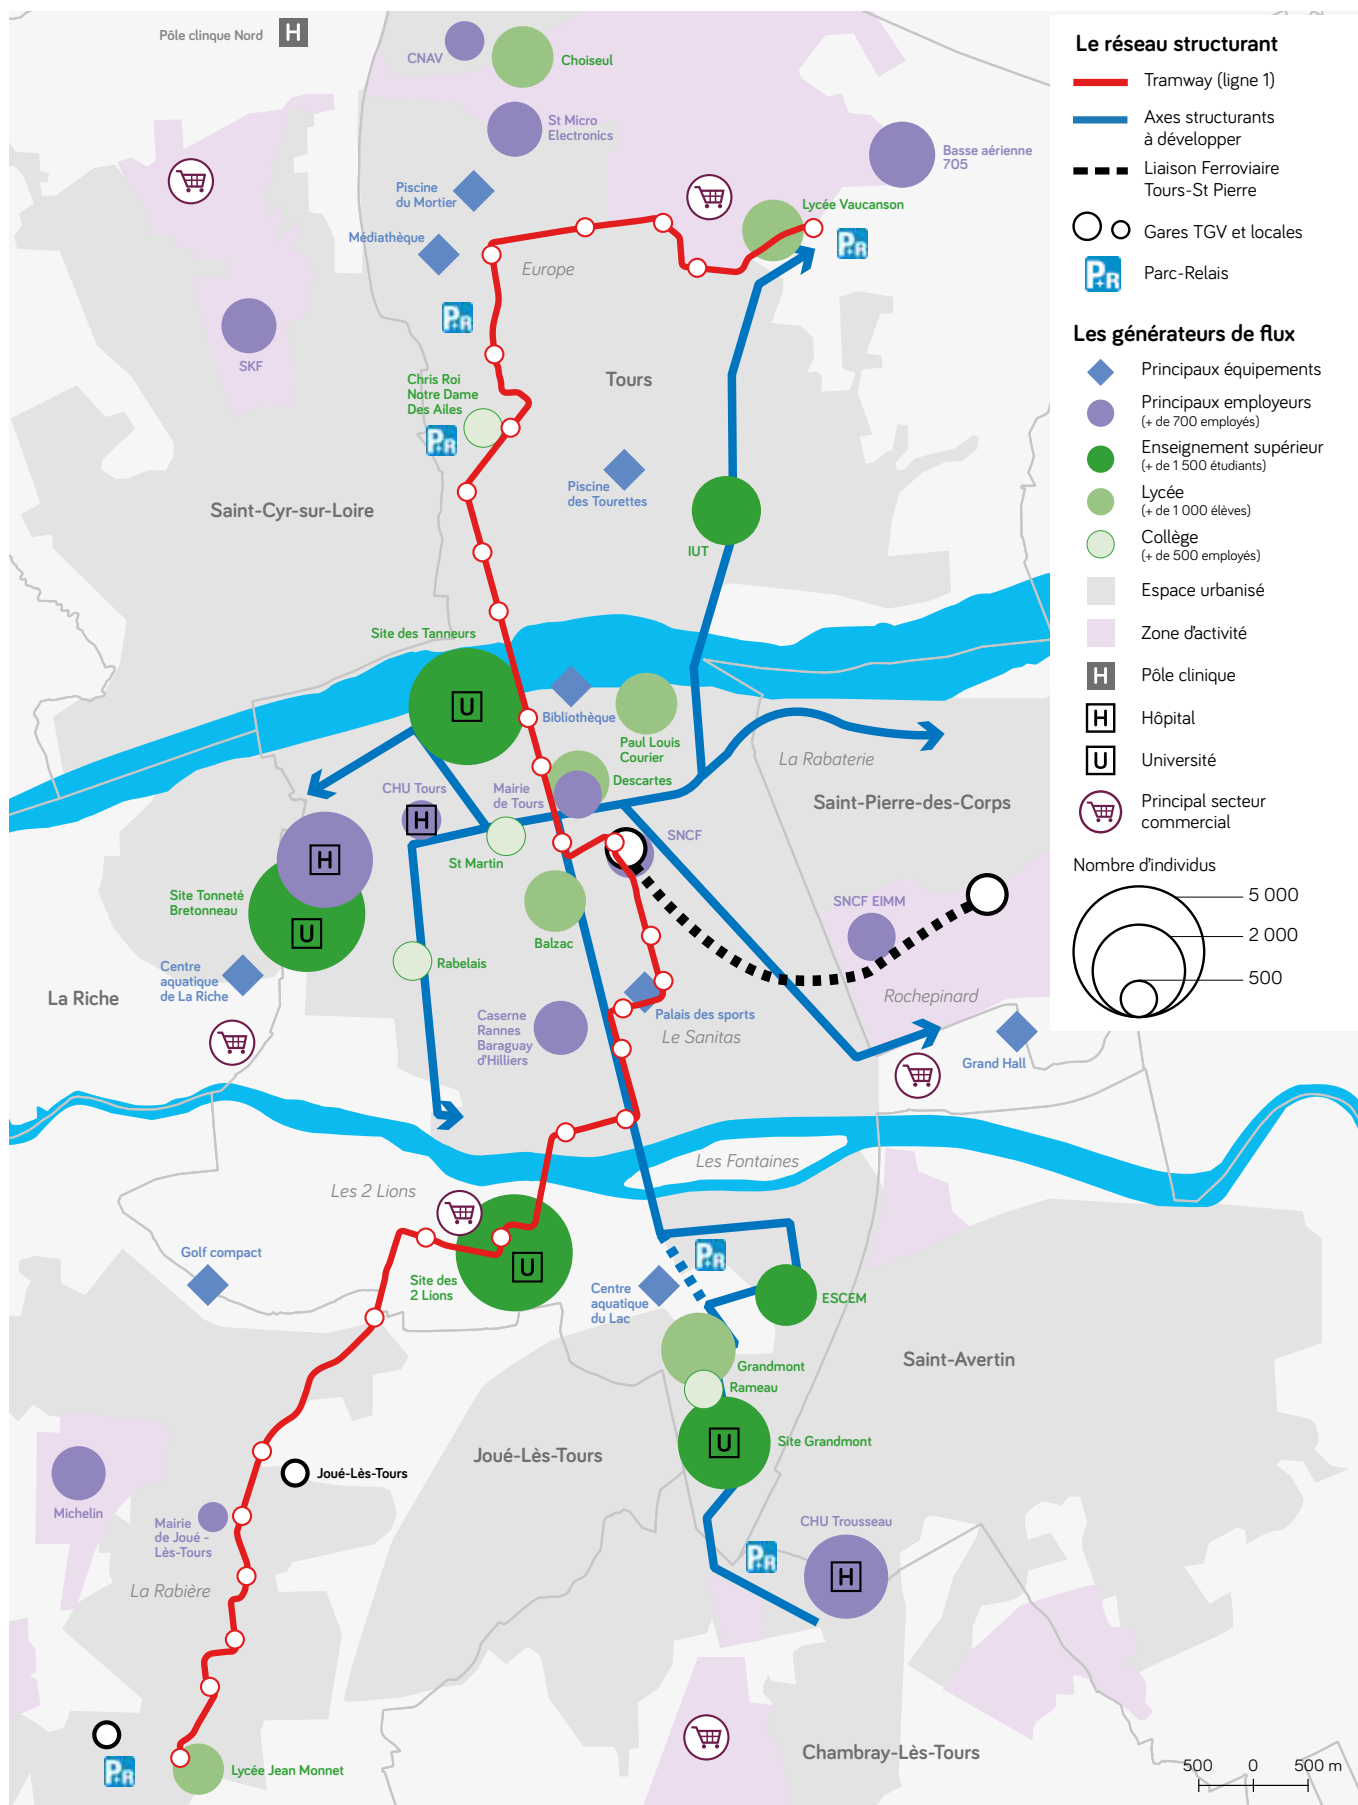 Pôle clinque Nord
H
CNAV
Choiseul
St Micro
Electronics
Basse aérienne
705
Piscine
du Mortier
Médiathèque
Lycée Vaucanson
P+R
Europe
P+R
SKF
Tours
Chris Roi
Notre Dame
Des Ailes
P+R
Piscine
des Tourettes
Saint-Cyr-sur-Loire
IUT
Site des Tanneurs
U
Bibliothèque
Paul Louis
Courier
La Rabaterie
Descartes
CHU Tours
H
Mairie
de Tours
Saint-Pierre-des-Corps
SNCF
St Martin
H
Site Tonneté
Bretonneau
U
SNCF EIMM
Balzac
Rabelais
Centre
aquatique
de La Riche
La Riche
Rochepinard
Palais des sports
Caserne
Rannes
Baraguay
d'Hilliers
Le Sanitas
Grand Hall
Les Fontaines
Les 2 Lions
Golf compact
P+R
Site des
2 Lions
U
Centre
aquatique
du Lac
ESCEM
Saint-Avertin
Grandmont
Rameau
Site Grandmont
U
Joué-Lès-Tours
Joué-Lès-Tours
Michelin
Mairie
de Joué -
Lès-Tours
CHU Trousseau
P+R
H
La Rabière
Chambray-Lès-Tours
P+R
Lycée Jean Monnet
Le réseau structurant
Tramway (ligne 1)
Axes structurants
à développer
Liaison Ferroviaire
Tours-St Pierre
Gares TGV et locales
P+R
Parc-Relais
Les générateurs de flux
Principaux équipements
Principaux employeurs
(+ de 700 employés)
Enseignement supérieur
(+ de 1 500 étudiants)
Lycée
(+ de 1 000 élèves)
Collège
(+ de 500 employés)
Espace urbanisé
Zone d'activité
H
Pôle clinique
H
Hôpital
U
Université
Principal secteur
commercial
Nombre d'individus
5 000
2 000
500
500 0 500 m